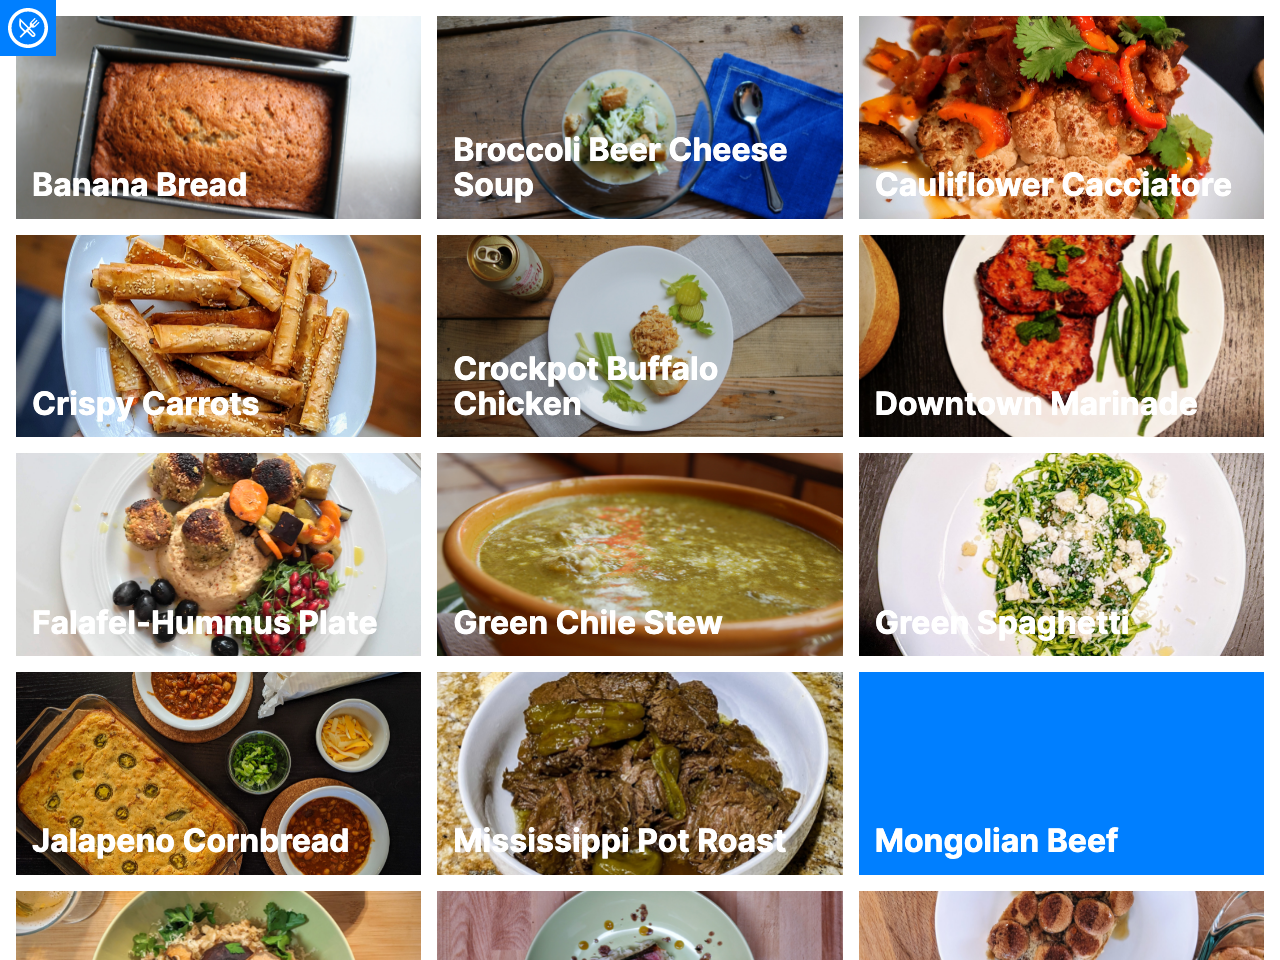 Banana Bread
Broccoli Beer Cheese
Soup
Cauliflower Cacciatore
Crispy Carrots
Crockpot Buffalo
Chicken
Downtown Marinade
Falafel-Hummus Plate
Green Chile Stew
Green Spaghetti
Jalapeno Cornbread
Mississippi Pot Roast
Mongolian Beef